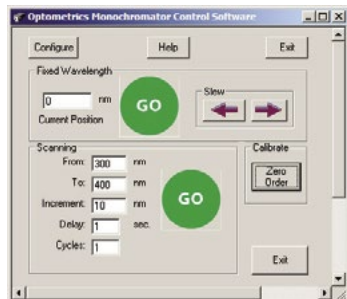 Optometrics Monochromator Control Software
Configure Help Exit
Fixed Wavelength
0 nm GO
Current Position
Slew
Scanning
From: 300 nm
To: 400 nm
Increment: 10 nm
Delay: 1 sec.
Cycles: 1
GO
Calibrate
Zero
Order
Exit